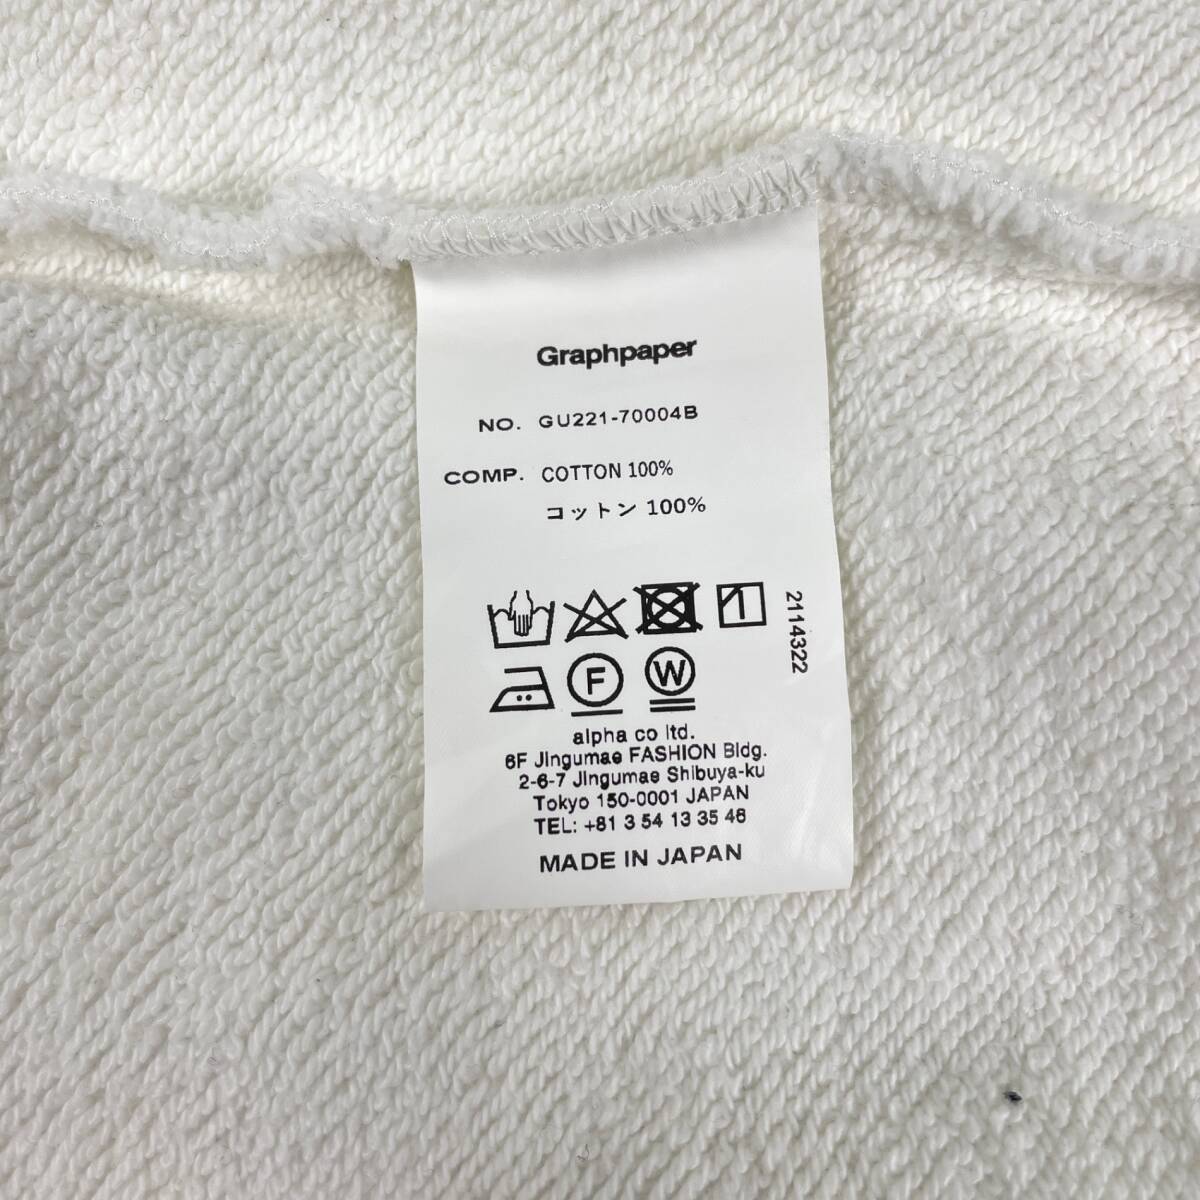 Graphpaper
NO. GU221-70004B
COMP. COTTON 100%
コットン 100%
2114322
F
W
alpha co ltd.
6F Jingumae FASHION Bldg.
2-6-7 Jingumae Shibuya-ku
Tokyo 150-0001 JAPAN
TEL: +81 3 54 13 35 46
MADE IN JAPAN